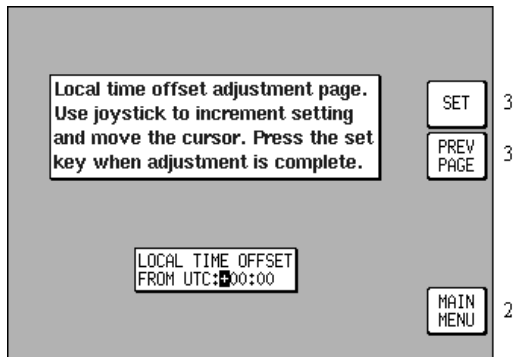 Local time offset adjustment page.
Use joystick to increment setting
and move the cursor. Press the set
key when adjustment is complete.
SET
3
PREV
PAGE
3
LOCAL TIME OFFSET
FROM UTC:+00:00
MAIN
MENU
2